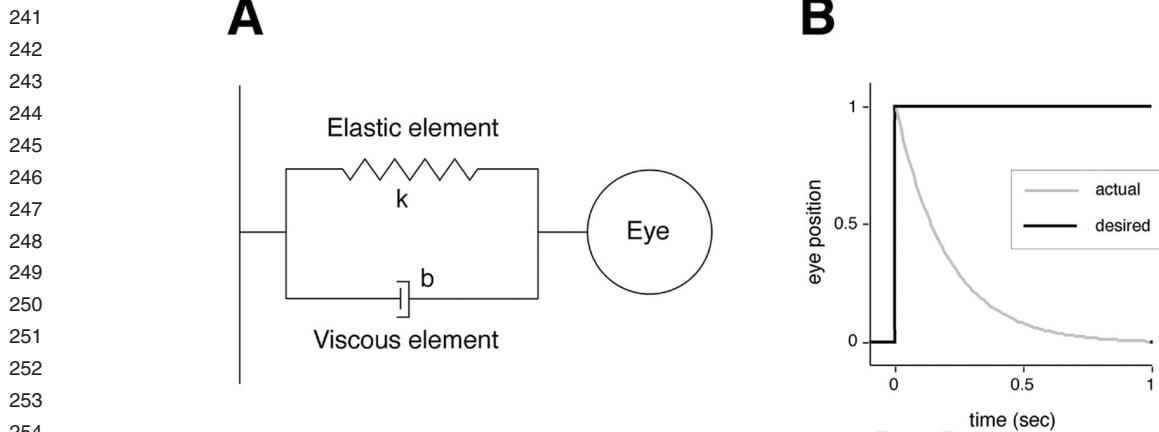 241
242
243
244
245
246
247
248
249
250
251
252
253
254
A
Elastic element
k
Eye
b
Viscous element
B
1
0.5
0
eye position
actual
desired
0
0.5
1
time (sec)